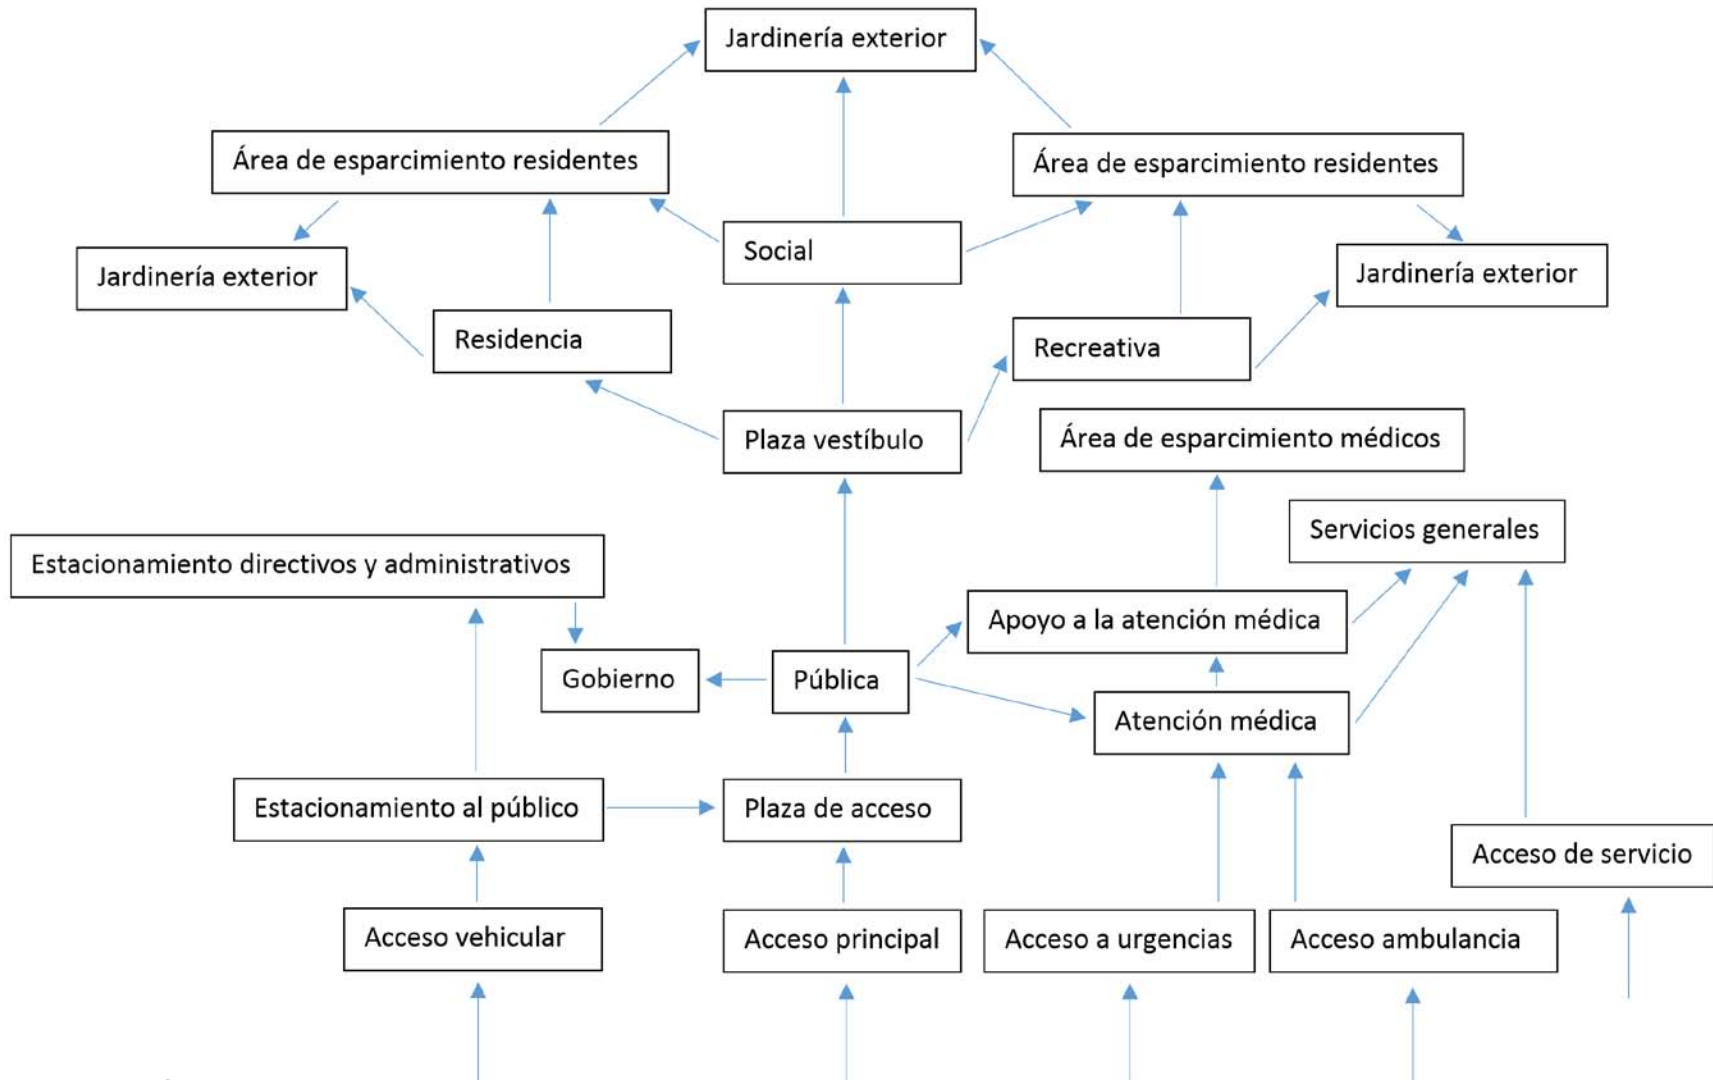 Jardinería exterior
Área de esparcimiento residentes
Área de esparcimiento residentes
Social
Jardinería exterior
Jardinería exterior
Residencia
Recreativa
Plaza vestíbulo
Área de esparcimiento médicos
Servicios generales
Estacionamiento directivos y administrativos
Apoyo a la atención médica
Gobierno
Pública
Atención médica
Estacionamiento al público
Plaza de acceso
Acceso de servicio
Acceso vehicular
Acceso principal
Acceso a urgencias
Acceso ambulancia